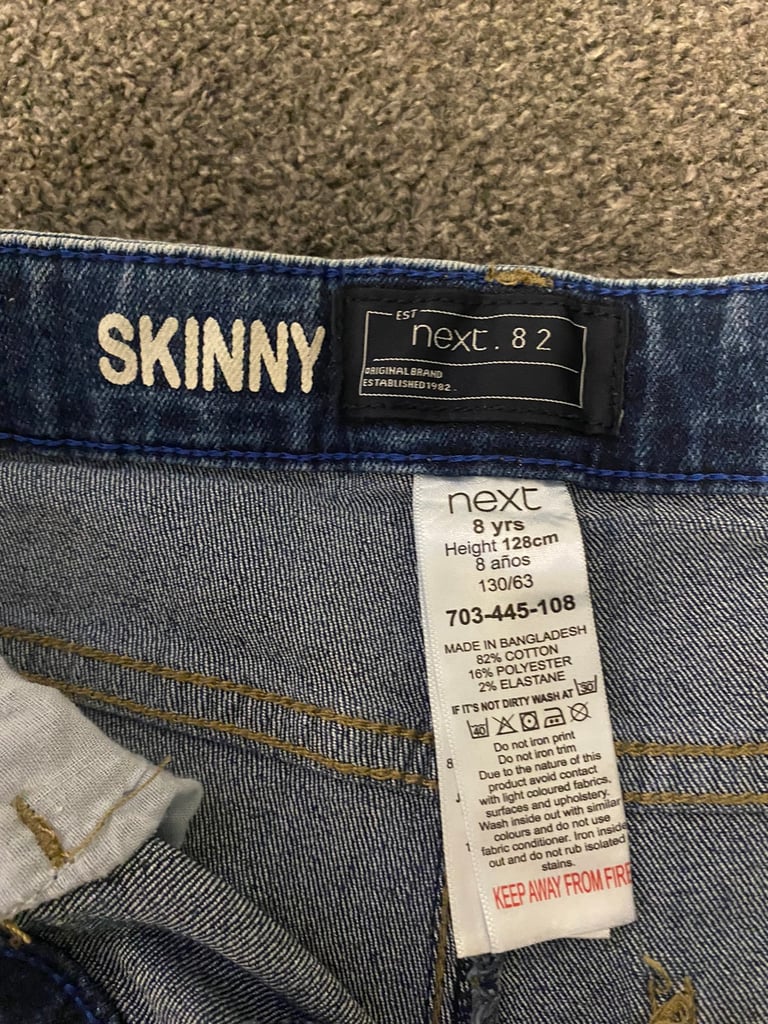 SKINNY
EST
next.82
ORIGINAL BRAND
ESTABLISHED 1982.
next
8 yrs
Height 128cm
8 años
130/63
703-445-108
MADE IN BANGLADESH
82% COTTON
16% POLYESTER
2% ELASTANE
IF IT'S NOT DIRTY WASH AT 30
40
Do not iron print
Do not iron trim
Due to the nature of this
product avoid contact
with light coloured fabrics,
surfaces and upholstery.
Wash inside out with similar
colours and do not use
fabric conditioner. Iron inside
out and do not rub isolated
stains.
KEEP AWAY FROM FIRE